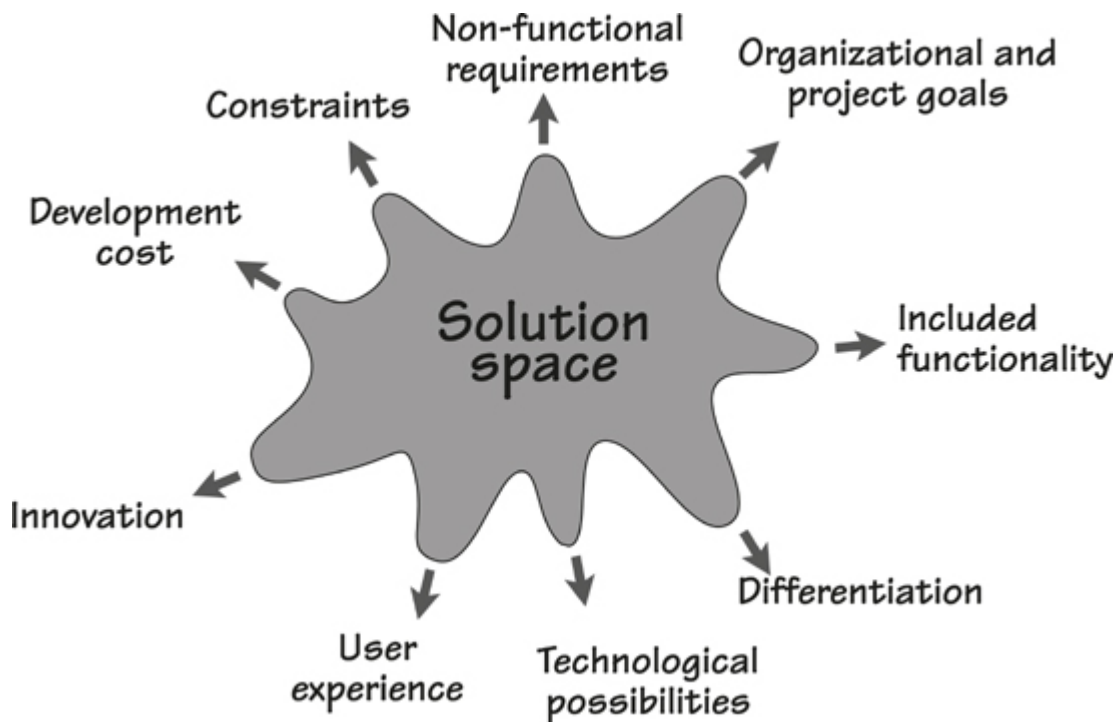 Non-functional
requirements
Organizational and
project goals
Constraints
Development
cost
Solution
space
Included
functionality
Innovation
Differentiation
User
experience
Technological
possibilities